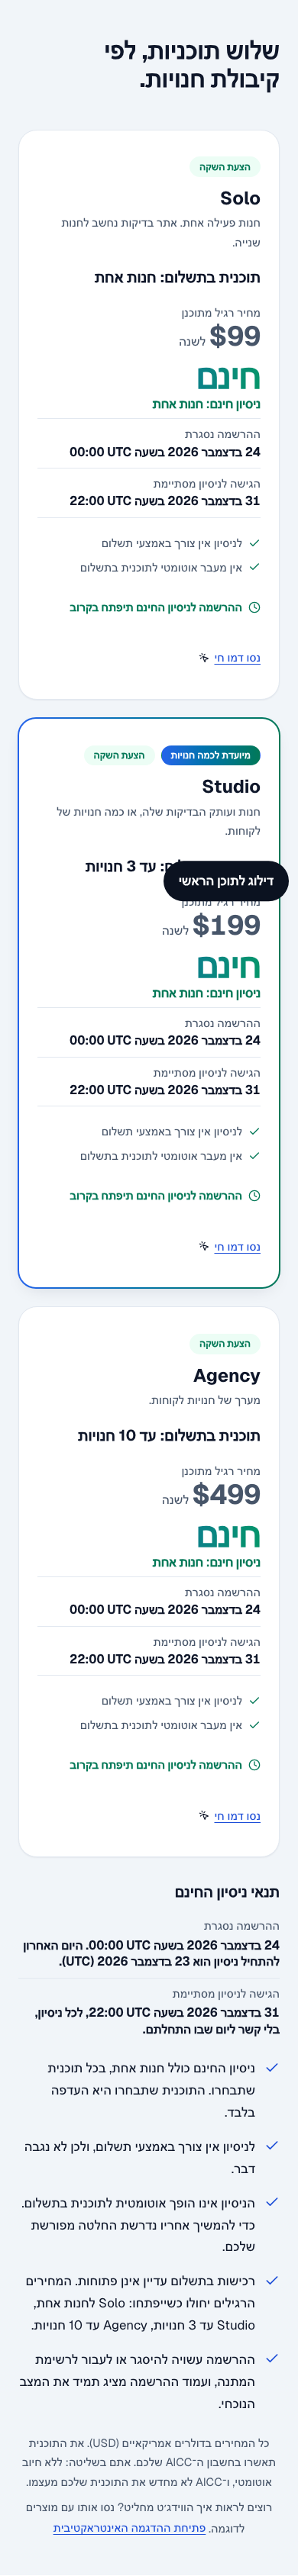 שלוש תוכניות, לפי
קיבולת חנויות.
הצעת השקה
Solo
חנות פעילה אחת. אתר בדיקות נחשב לחנות
שנייה.
תוכנית בתשלום: חנות אחת
מחיר רגיל מתוכנן
$99 לשנה
חינם
ניסיון חינם: חנות אחת
ההרשמה נסגרת
24 בדצמבר 2026 בשעה 00:00 UTC
הגישה לניסיון מסתיימת
31 בדצמבר 2026 בשעה 22:00 UTC
לניסיון אין צורך באמצעי תשלום
אין מעבר אוטומטי לתוכנית בתשלום
ההרשמה לניסיון החינם תיפתח בקרוב
נסו דמו חי
מיועדת לכמה חנויות הצעת השקה
Studio
חנות ועותק הבדיקות שלה, או כמה חנויות של
לקוחות.
עד 3 חנויות
דילוג לתוכן הראשי
מחיר רגיל מתוכנן
$199 לשנה
חינם
ניסיון חינם: חנות אחת
ההרשמה נסגרת
24 בדצמבר 2026 בשעה 00:00 UTC
הגישה לניסיון מסתיימת
31 בדצמבר 2026 בשעה 22:00 UTC
לניסיון אין צורך באמצעי תשלום
אין מעבר אוטומטי לתוכנית בתשלום
ההרשמה לניסיון החינם תיפתח בקרוב
נסו דמו חי
הצעת השקה
Agency
מערך של חנויות לקוחות.
תוכנית בתשלום: עד 10 חנויות
מחיר רגיל מתוכנן
$499 לשנה
חינם
ניסיון חינם: חנות אחת
ההרשמה נסגרת
24 בדצמבר 2026 בשעה 00:00 UTC
הגישה לניסיון מסתיימת
31 בדצמבר 2026 בשעה 22:00 UTC
לניסיון אין צורך באמצעי תשלום
אין מעבר אוטומטי לתוכנית בתשלום
ההרשמה לניסיון החינם תיפתח בקרוב
נסו דמו חי
תנאי ניסיון החינם
ההרשמה נסגרת
24 בדצמבר 2026 בשעה 00:00 UTC. היום האחרון
להתחיל ניסיון הוא 23 בדצמבר 2026 (UTC).
הגישה לניסיון מסתיימת
31 בדצמבר 2026 בשעה 22:00 UTC, לכל ניסיון,
בלי קשר ליום שבו התחלתם.
ניסיון החינם כולל חנות אחת, בכל תוכנית
שתבחרו. התוכנית שתבחרו היא העדפה
בלבד.
לניסיון אין צורך באמצעי תשלום, ולכן לא נגבה
דבר.
הניסיון אינו הופך אוטומטית לתוכנית בתשלום.
כדי להמשיך אחריו נדרשת החלטה מפורשת
שלכם.
רכישות בתשלום עדיין אינן פתוחות. המחירים
הרגילים יחולו כשייפתחו: Solo לחנות אחת,
Studio עד 3 חנויות, Agency עד 10 חנויות.
ההרשמה עשויה להיסגר או לעבור לרשימת
המתנה, ועמוד ההרשמה מציג תמיד את המצב
הנוכחי.
כל המחירים בדולרים אמריקאיים (USD). את התוכנית
תאשרו בחשבון ה־AICC שלכם. אתם בשליטה: ללא חיוב
אוטומטי, ו־AICC לא מחדש את התוכנית שלכם מעצמו.
רוצים לראות איך הווידג׳ט מחליט? נסו אותו עם מוצרים
לדוגמה. פתיחת ההדגמה האינטראקטיבית